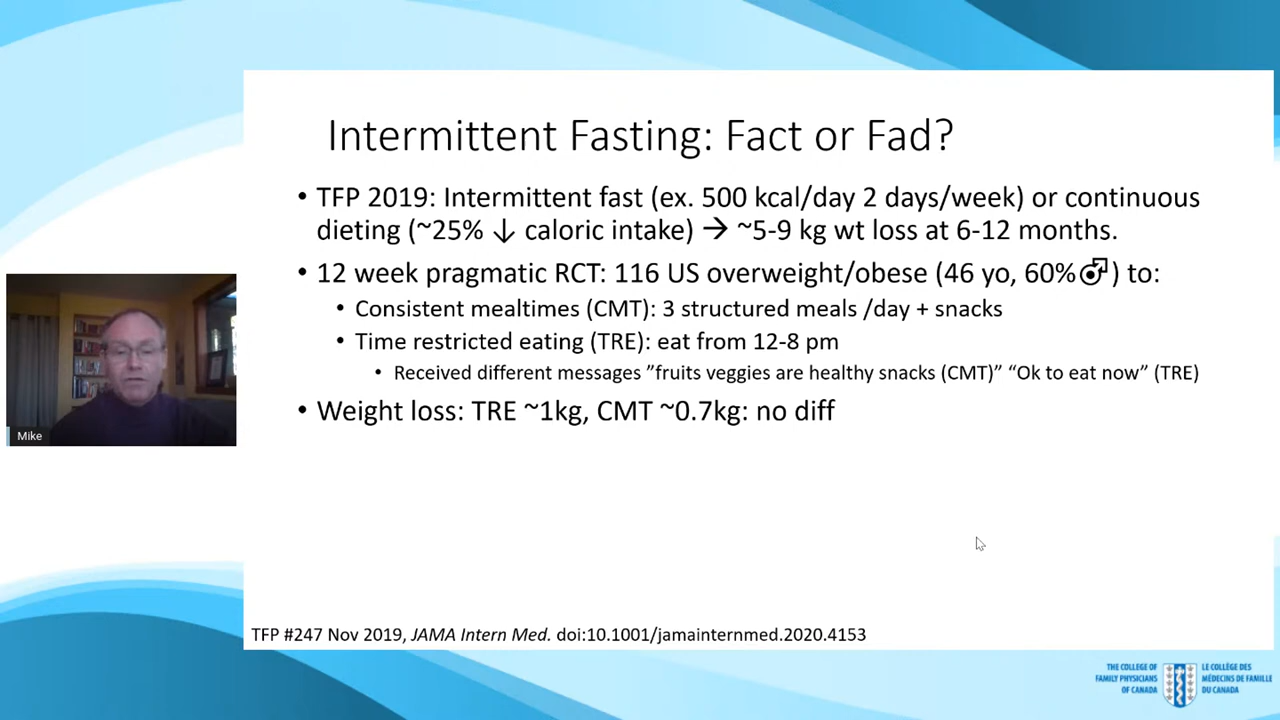 Intermittent Fasting: Fact or Fad?
• TFP 2019: Intermittent fast (ex. 500 kcal/day 2 days/week) or continuous
dieting (~25% ↓ caloric intake) → ~5-9 kg wt loss at 6-12 months.
• 12 week pragmatic RCT: 116 US overweight/obese (46 yo, 60%♂) to:
• Consistent mealtimes (CMT): 3 structured meals /day + snacks
• Time restricted eating (TRE): eat from 12-8 pm
• Received different messages ”fruits veggies are healthy snacks (CMT)” “Ok to eat now” (TRE)
• Weight loss: TRE ~1kg, CMT ~0.7kg: no diff
Mike
TFP #247 Nov 2019, JAMA Intern Med. doi:10.1001/jamainternmed.2020.4153
THE COLLEGE OF
FAMILY PHYSICIANS
OF CANADA
LE COLLÈGE DES
MÉDECINS DE FAMILLE
DU CANADA